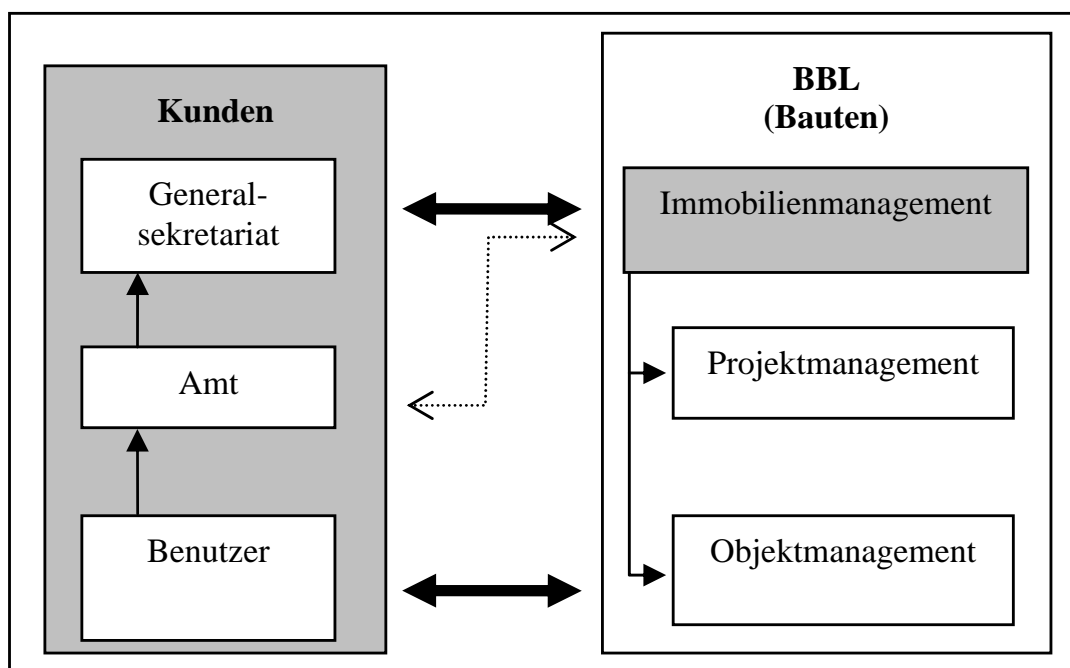 Kunden
General-
sekretariat
Amt
Benutzer
BBL
(Bauten)
Immobilienmanagement
Projektmanagement
Objektmanagement